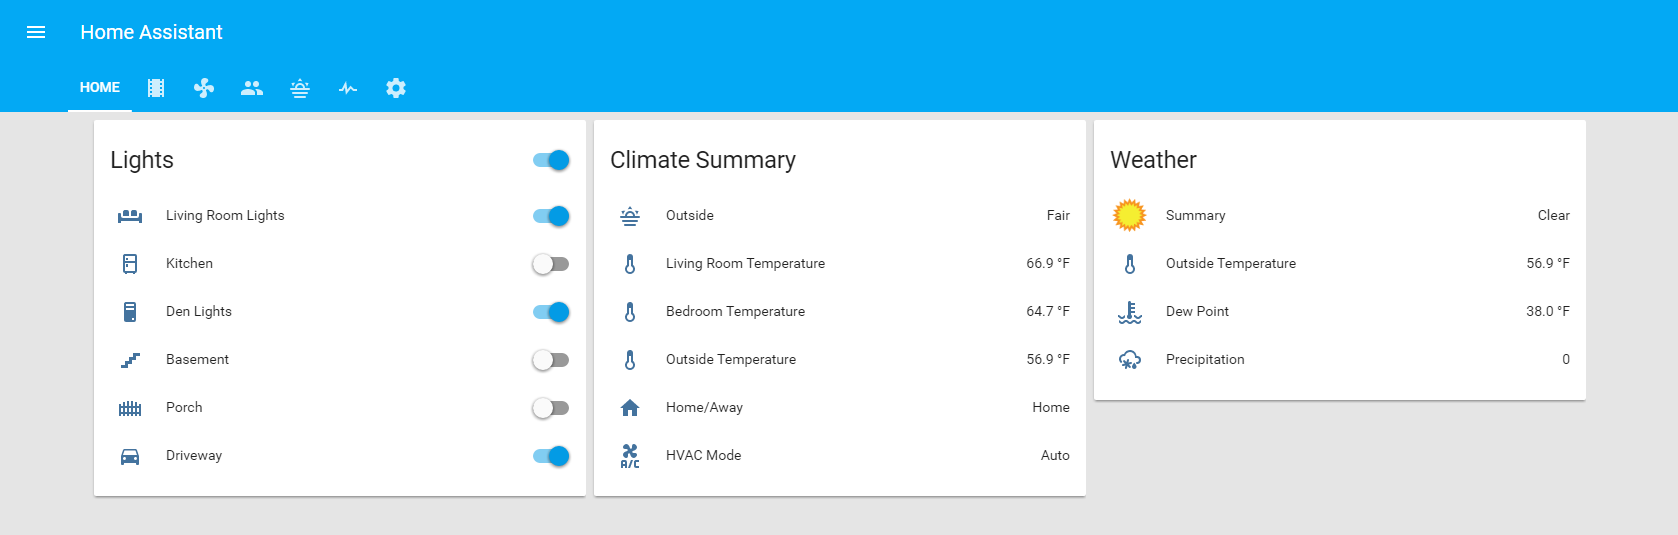 Home Assistant
HOME
Lights
Living Room Lights
Kitchen
Den Lights
Basement
Porch
Driveway
Climate Summary
Outside Fair
Living Room Temperature 66.9 °F
Bedroom Temperature 64.7 °F
Outside Temperature 56.9 °F
Home/Away Home
A/C HVAC Mode Auto
Weather
Summary Clear
Outside Temperature 56.9 °F
Dew Point 38.0 °F
Precipitation 0